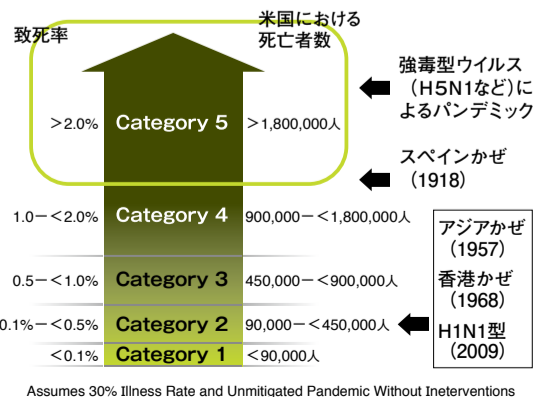 致死率
米国における
死亡者数
>2.0% Category 5 >1,800,000人
1.0−<2.0% Category 4 900,000−<1,800,000人
0.5−<1.0% Category 3 450,000−<900,000人
0.1%−<0.5% Category 2 90,000−<450,000人
<0.1% Category 1 <90,000人
強毒型ウイルス
(H5N1など)に
よるパンデミック
スペインかぜ
(1918)
アジアかぜ
(1957)
香港かぜ
(1968)
H1N1型
(2009)
Assumes 30% Illness Rate and Unmitigated Pandemic Without Ineterventions